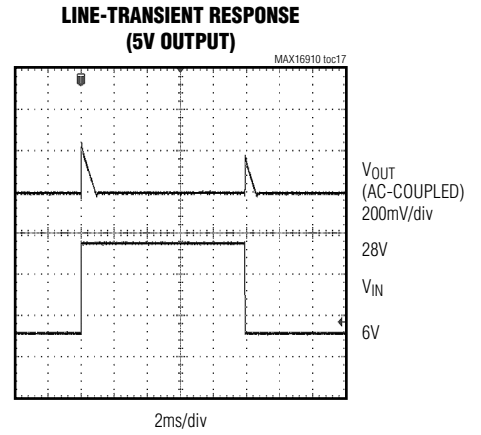 LINE-TRANSIENT RESPONSE
(5V OUTPUT)
MAX16910 toc17
VOUT
(AC-COUPLED)
200mV/div
28V
VIN
6V
2ms/div